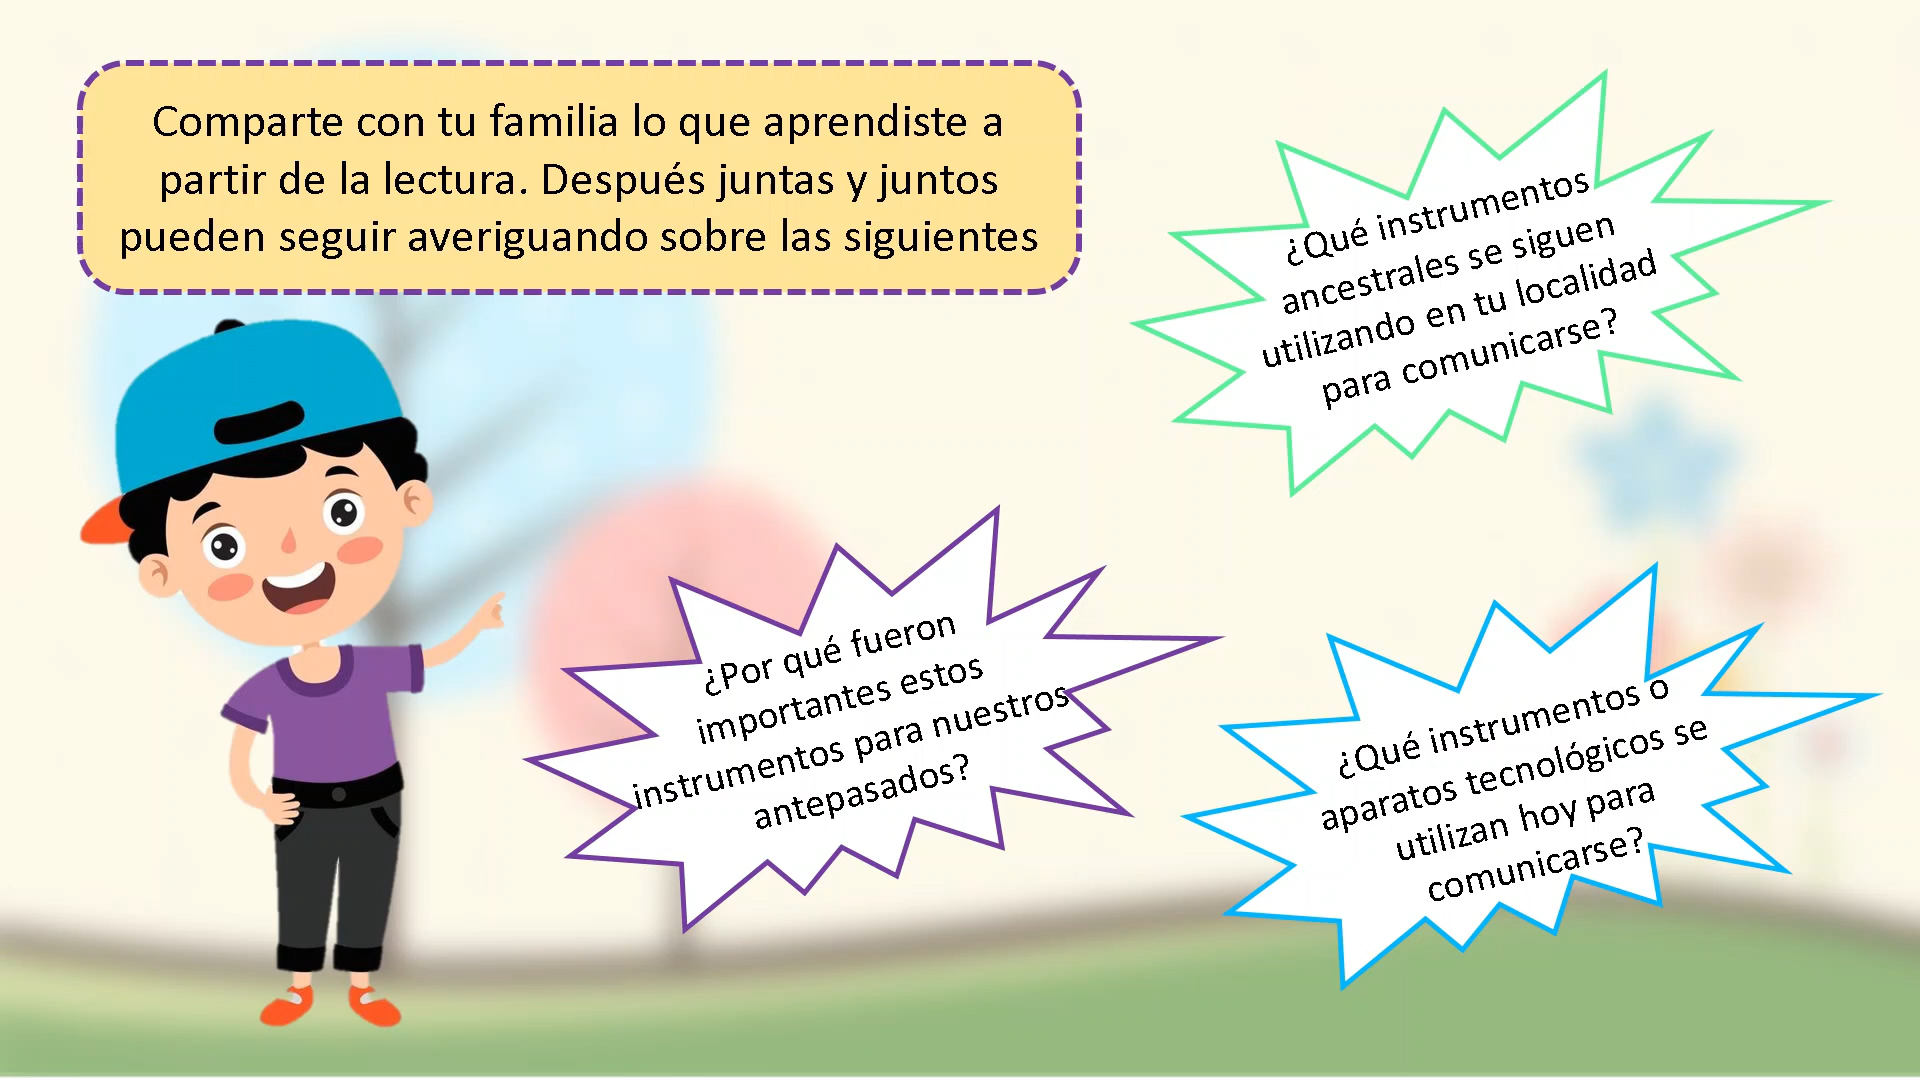 Comparte con tu familia lo que aprendiste a
partir de la lectura. Después juntas y juntos
pueden seguir averiguando sobre las siguientes
¿Qué instrumentos
ancestrales se siguen
utilizando en tu localidad
para comunicarse?
¿Por qué fueron
importantes estos
instrumentos para nuestros
antepasados?
¿Qué instrumentos o
aparatos tecnológicos se
utilizan hoy para
comunicarse?